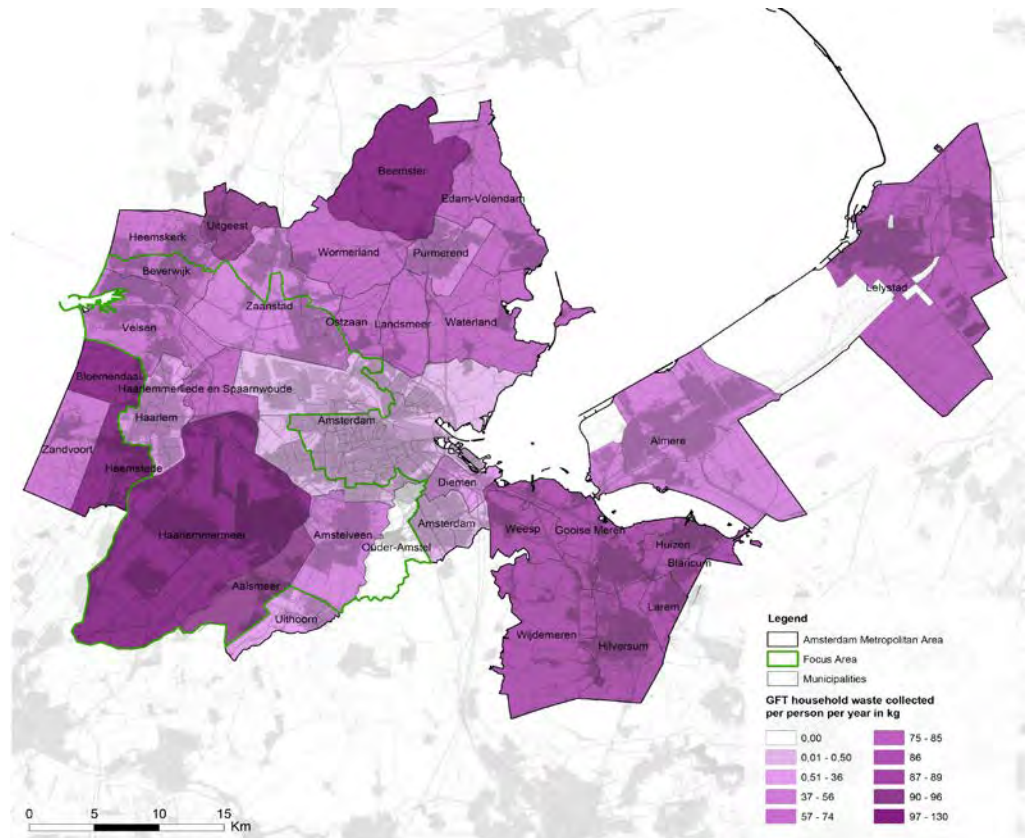 Beemster
Edam-Volendam
Uitgeest
Heemskerk
Wormerland
Purmerend
Beverwijk
Zaanstad
Lelystad
Ostzaan
Landsmeer
Waterland
Velsen
Bloemendaal
Haarlemmerliede en Spaarnwoude
Haarlem
Amsterdam
Almere
Zandvoort
Heemstede
Diemen
Amsterdam
Weesp
Gooise Meren
Haarlemmermeer
Amstelveen
Ouder-Amstel
Huizen
Blaricum
Aalsmeer
Larem
Uithoorn
Wijdemeren
Hilversum
Legend
Amsterdam Metropolitan Area
Focus Area
Municipalities
GFT household waste collected
per person per year in kg
0,00
0,01 - 0,50
0,51 - 36
37 - 56
57 - 74
75 - 85
86
87 - 89
90 - 96
97 - 130
0 5 10 15
Km